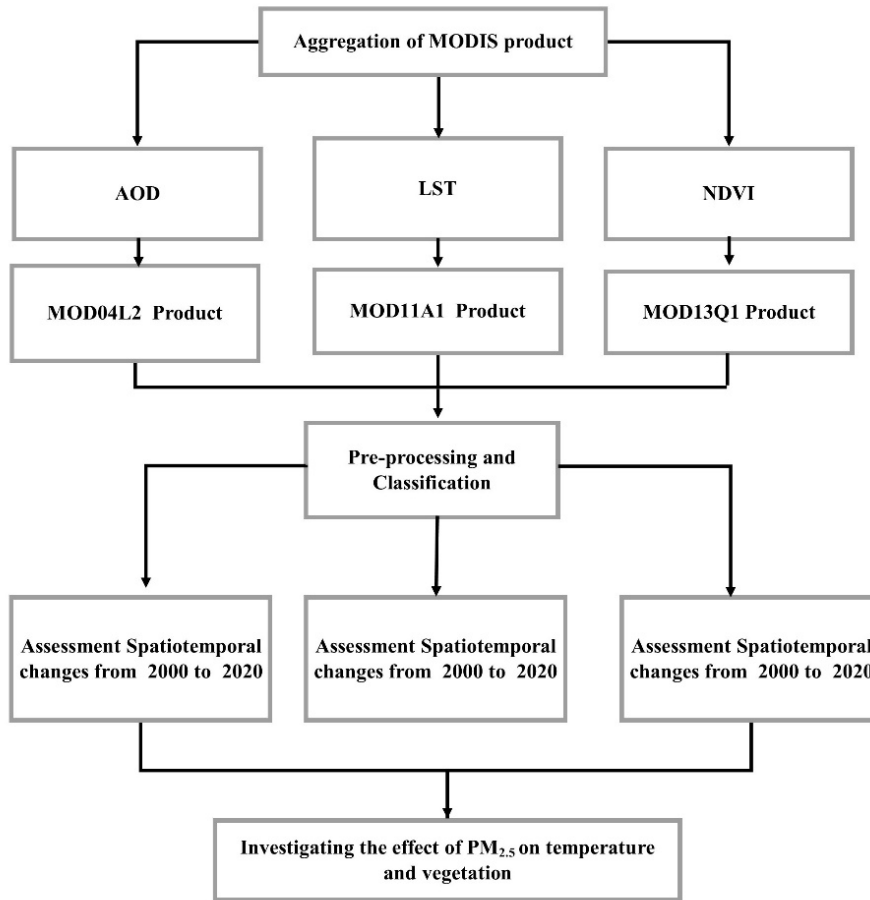 Aggregation of MODIS product
AOD
LST
NDVI
MOD04L2 Product
MOD11A1 Product
MOD13Q1 Product
Pre-processing and
Classification
Assessment Spatiotemporal
changes from 2000 to 2020
Assessment Spatiotemporal
changes from 2000 to 2020
Assessment Spatiotemporal
changes from 2000 to 2020
Investigating the effect of PM₂.₅ on temperature
and vegetation